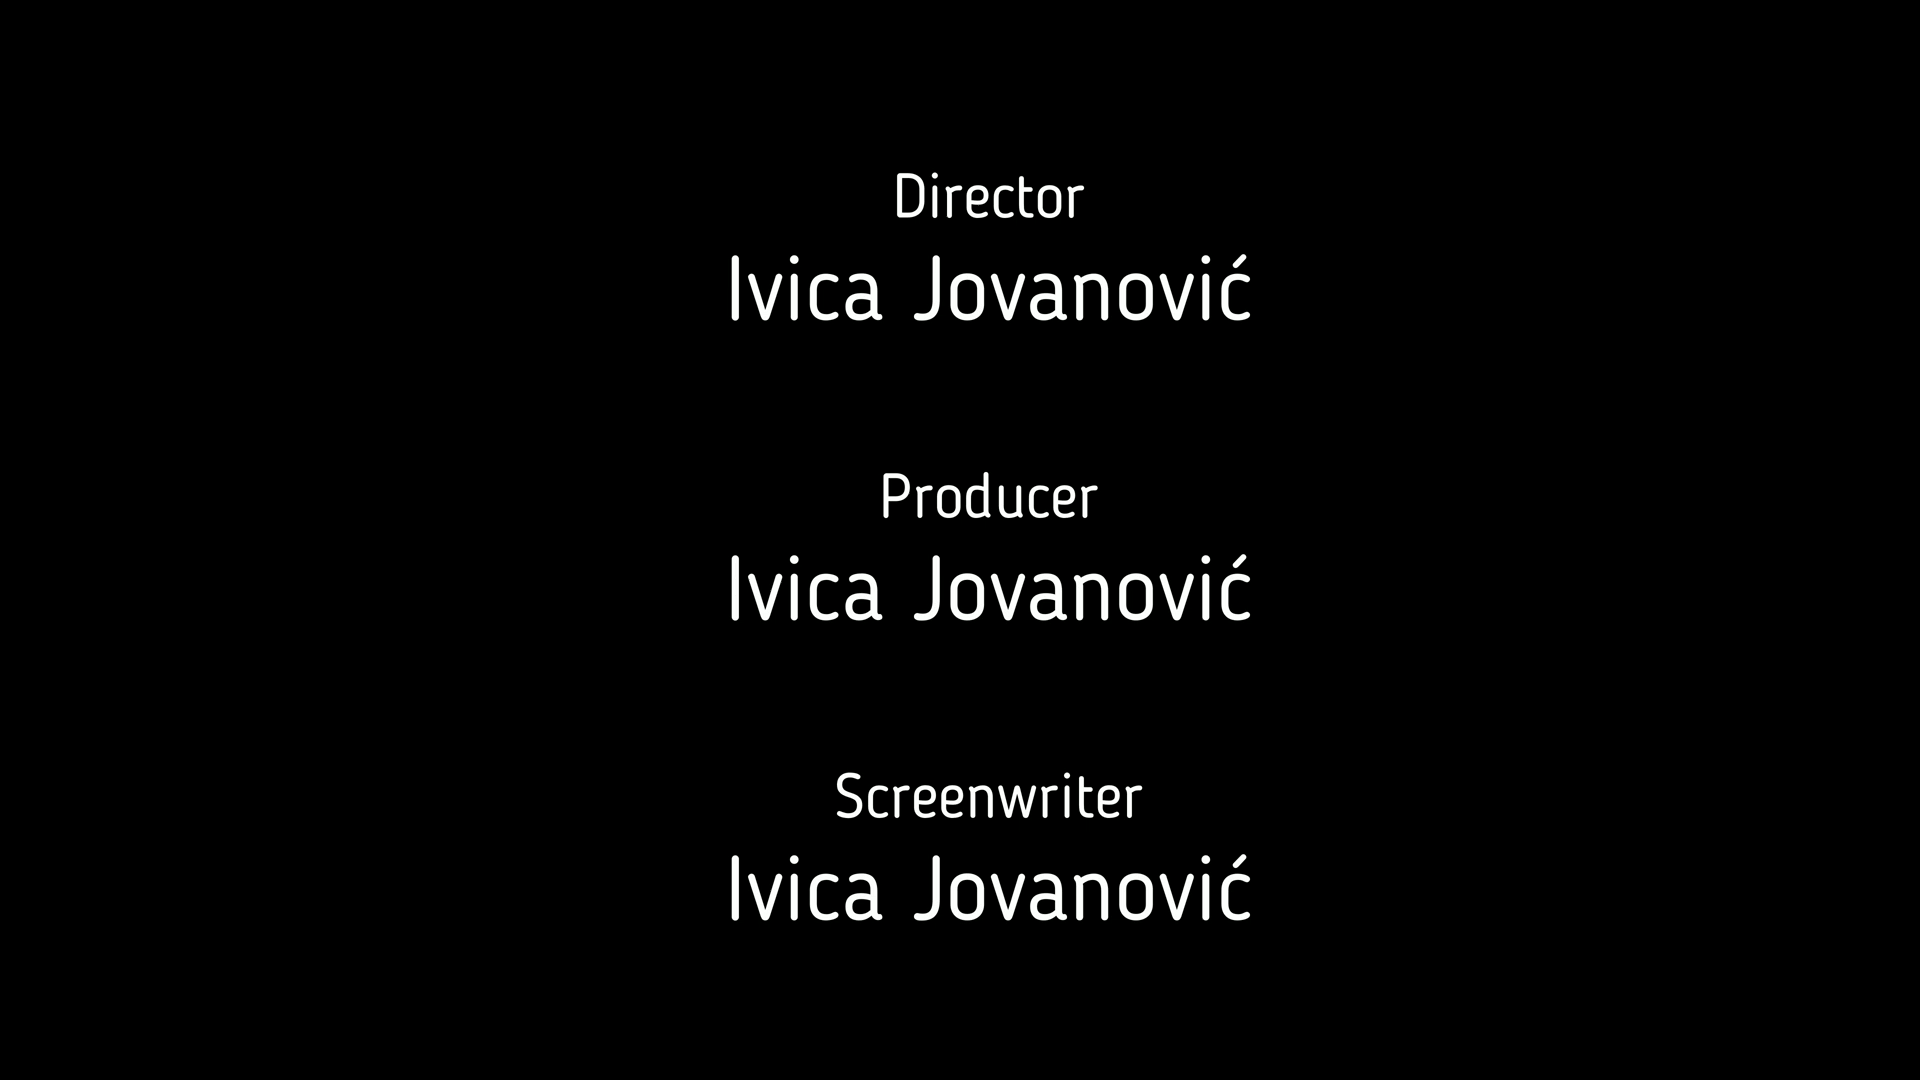 Director
Ivica Jovanović
Producer
Ivica Jovanović
Screenwriter
Ivica Jovanović